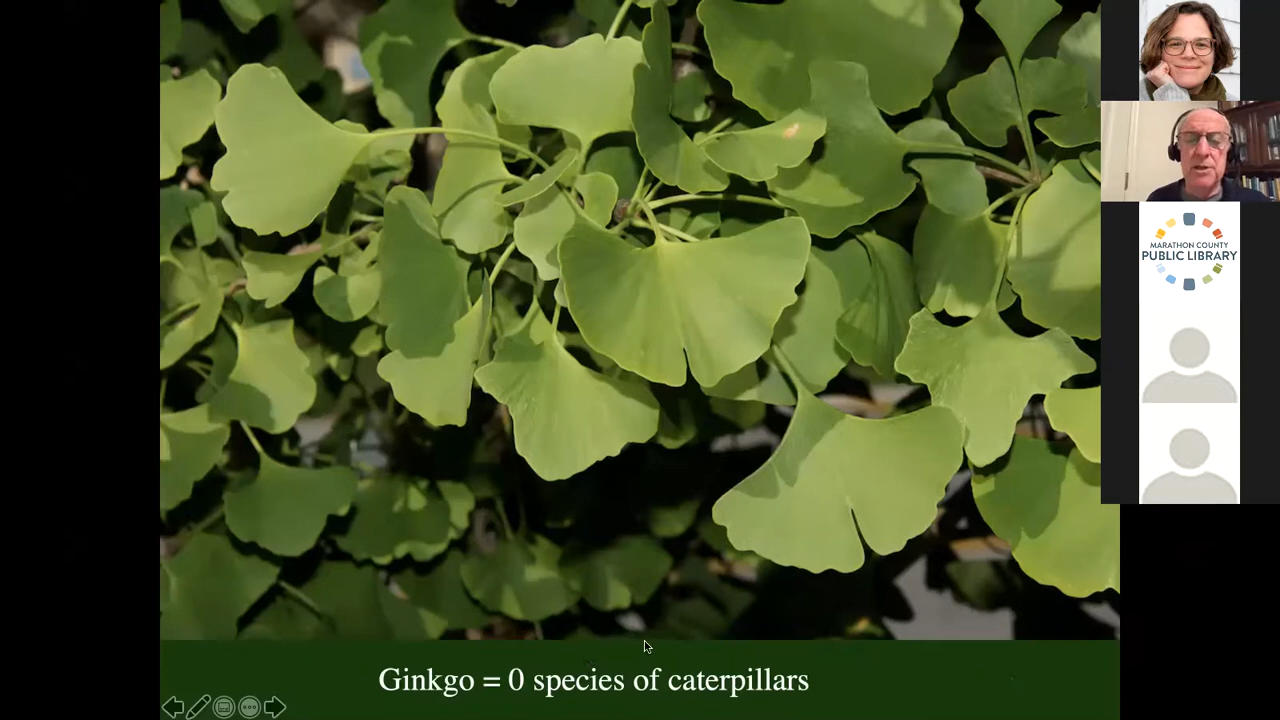 MARATHON COUNTY
PUBLIC LIBRARY
Ginkgo = 0 species of caterpillars